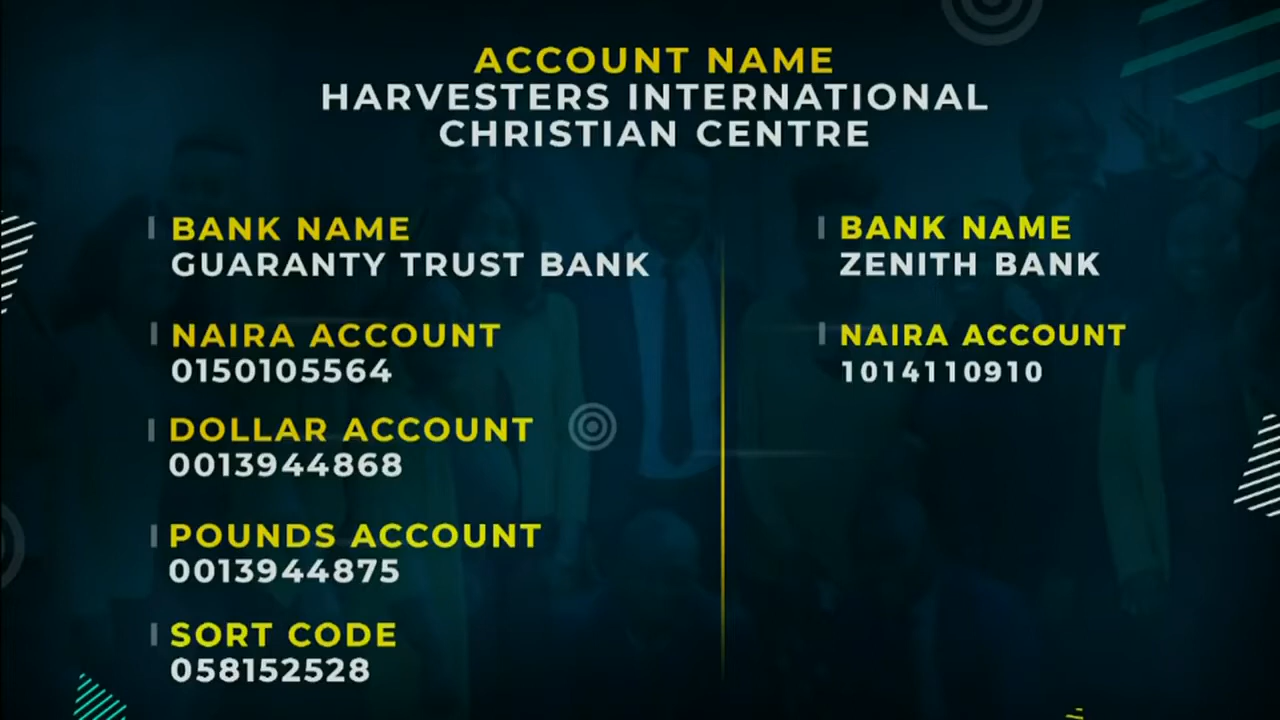 ACCOUNT NAME
HARVESTERS INTERNATIONAL
CHRISTIAN CENTRE
BANK NAME
GUARANTY TRUST BANK
NAIRA ACCOUNT
0150105564
DOLLAR ACCOUNT
0013944868
POUNDS ACCOUNT
0013944875
SORT CODE
058152528
BANK NAME
ZENITH BANK
NAIRA ACCOUNT
1014110910